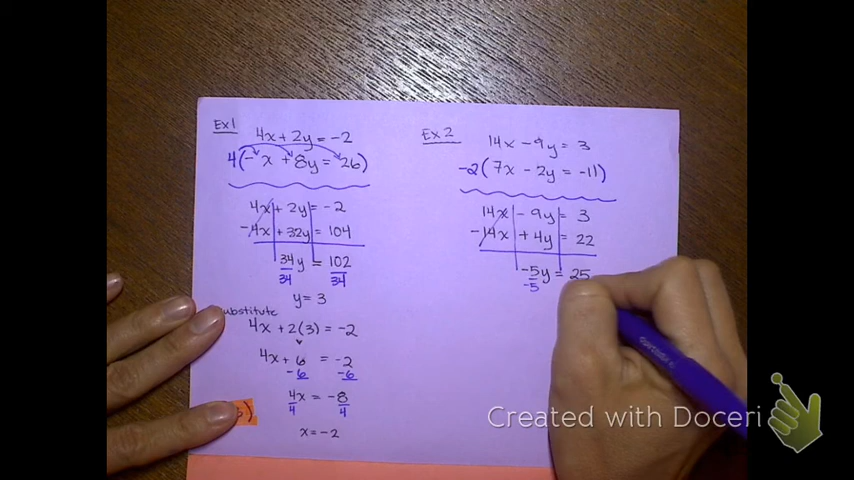 Ex 1
4x + 2y = -2
4(-x + 8y = 26)
4x + 2y = -2
-4x + 32y = 104
34y = 102
34 34
y = 3
ubstitute
4x + 2(3) = -2
4x + 6 = -2
-6 -6
4x = -8
4 4
x = -2
)
Ex 2
14x - 9y = 3
-2(7x - 2y = -11)
14x - 9y = 3
-14x + 4y = 22
-5y = 25
-5
Created with Doceri